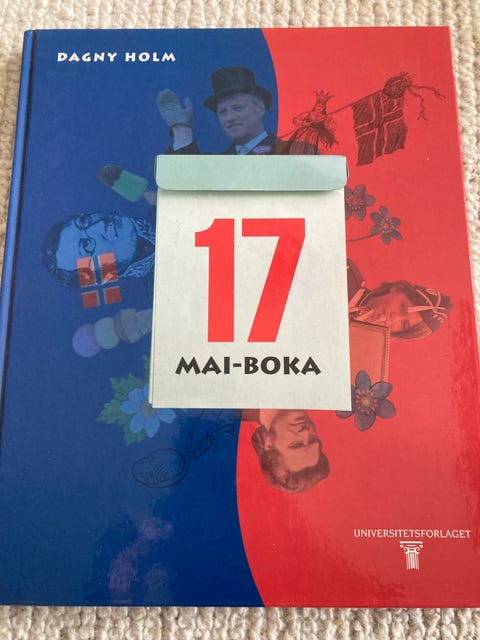 DAGNY HOLM
17
MAI-BOKA
UNIVERSITETSFORLAGET